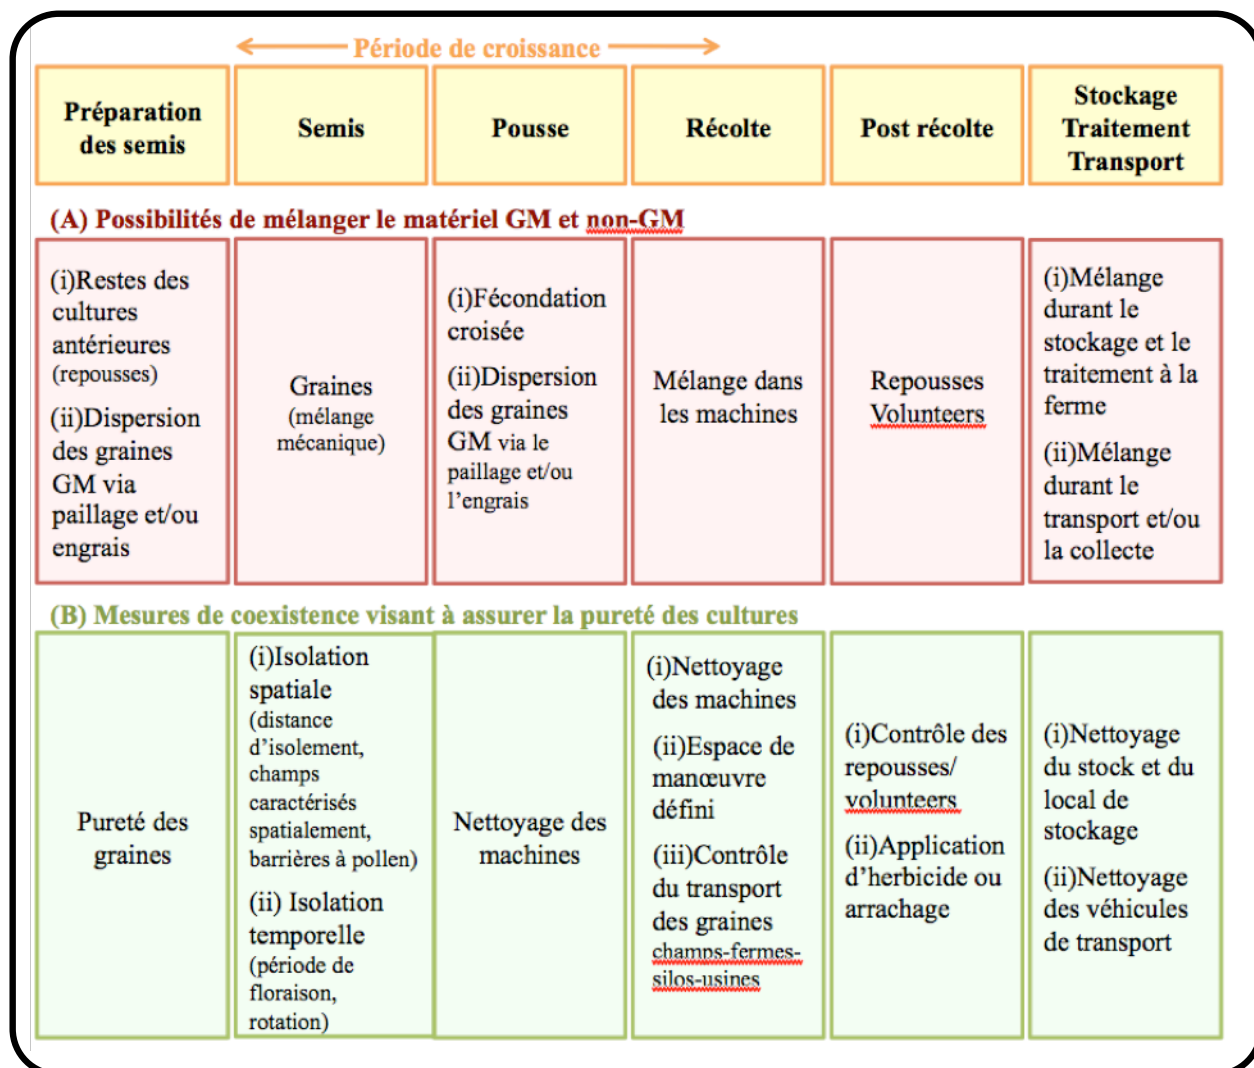 Période de croissance
Préparation
des semis
Semis
Pousse
Récolte
Post récolte
Stockage
Traitement
Transport
(A) Possibilités de mélanger le matériel GM et non-GM
(i)Restes des
cultures
antérieures
(repousses)
(ii)Dispersion
des graines
GM via
paillage et/ou
engrais
Graines
(mélange
mécanique)
(i)Fécondation
croisée
(ii)Dispersion
des graines
GM via le
paillage et/ou
l'engrais
Mélange dans
les machines
Repousses
Volunteers
(i)Mélange
durant le
stockage et le
traitement à la
ferme
(ii)Mélange
durant le
transport et/ou
la collecte
(B) Mesures de coexistence visant à assurer la pureté des cultures
Pureté des
graines
(i)Isolation
spatiale
(distance
d'isolement,
champs
caractérisés
spatialement,
barrières à pollen)
(ii) Isolation
temporelle
(période de
floraison,
rotation)
Nettoyage des
machines
(i)Nettoyage
des machines
(ii)Espace de
manœuvre
défini
(iii)Contrôle
du transport
des graines
champs-fermes-
silos-usines
(i)Contrôle des
repousses/
volunteers
(ii)Application
d'herbicide ou
arrachage
(i)Nettoyage
du stock et du
local de
stockage
(ii)Nettoyage
des véhicules
de transport